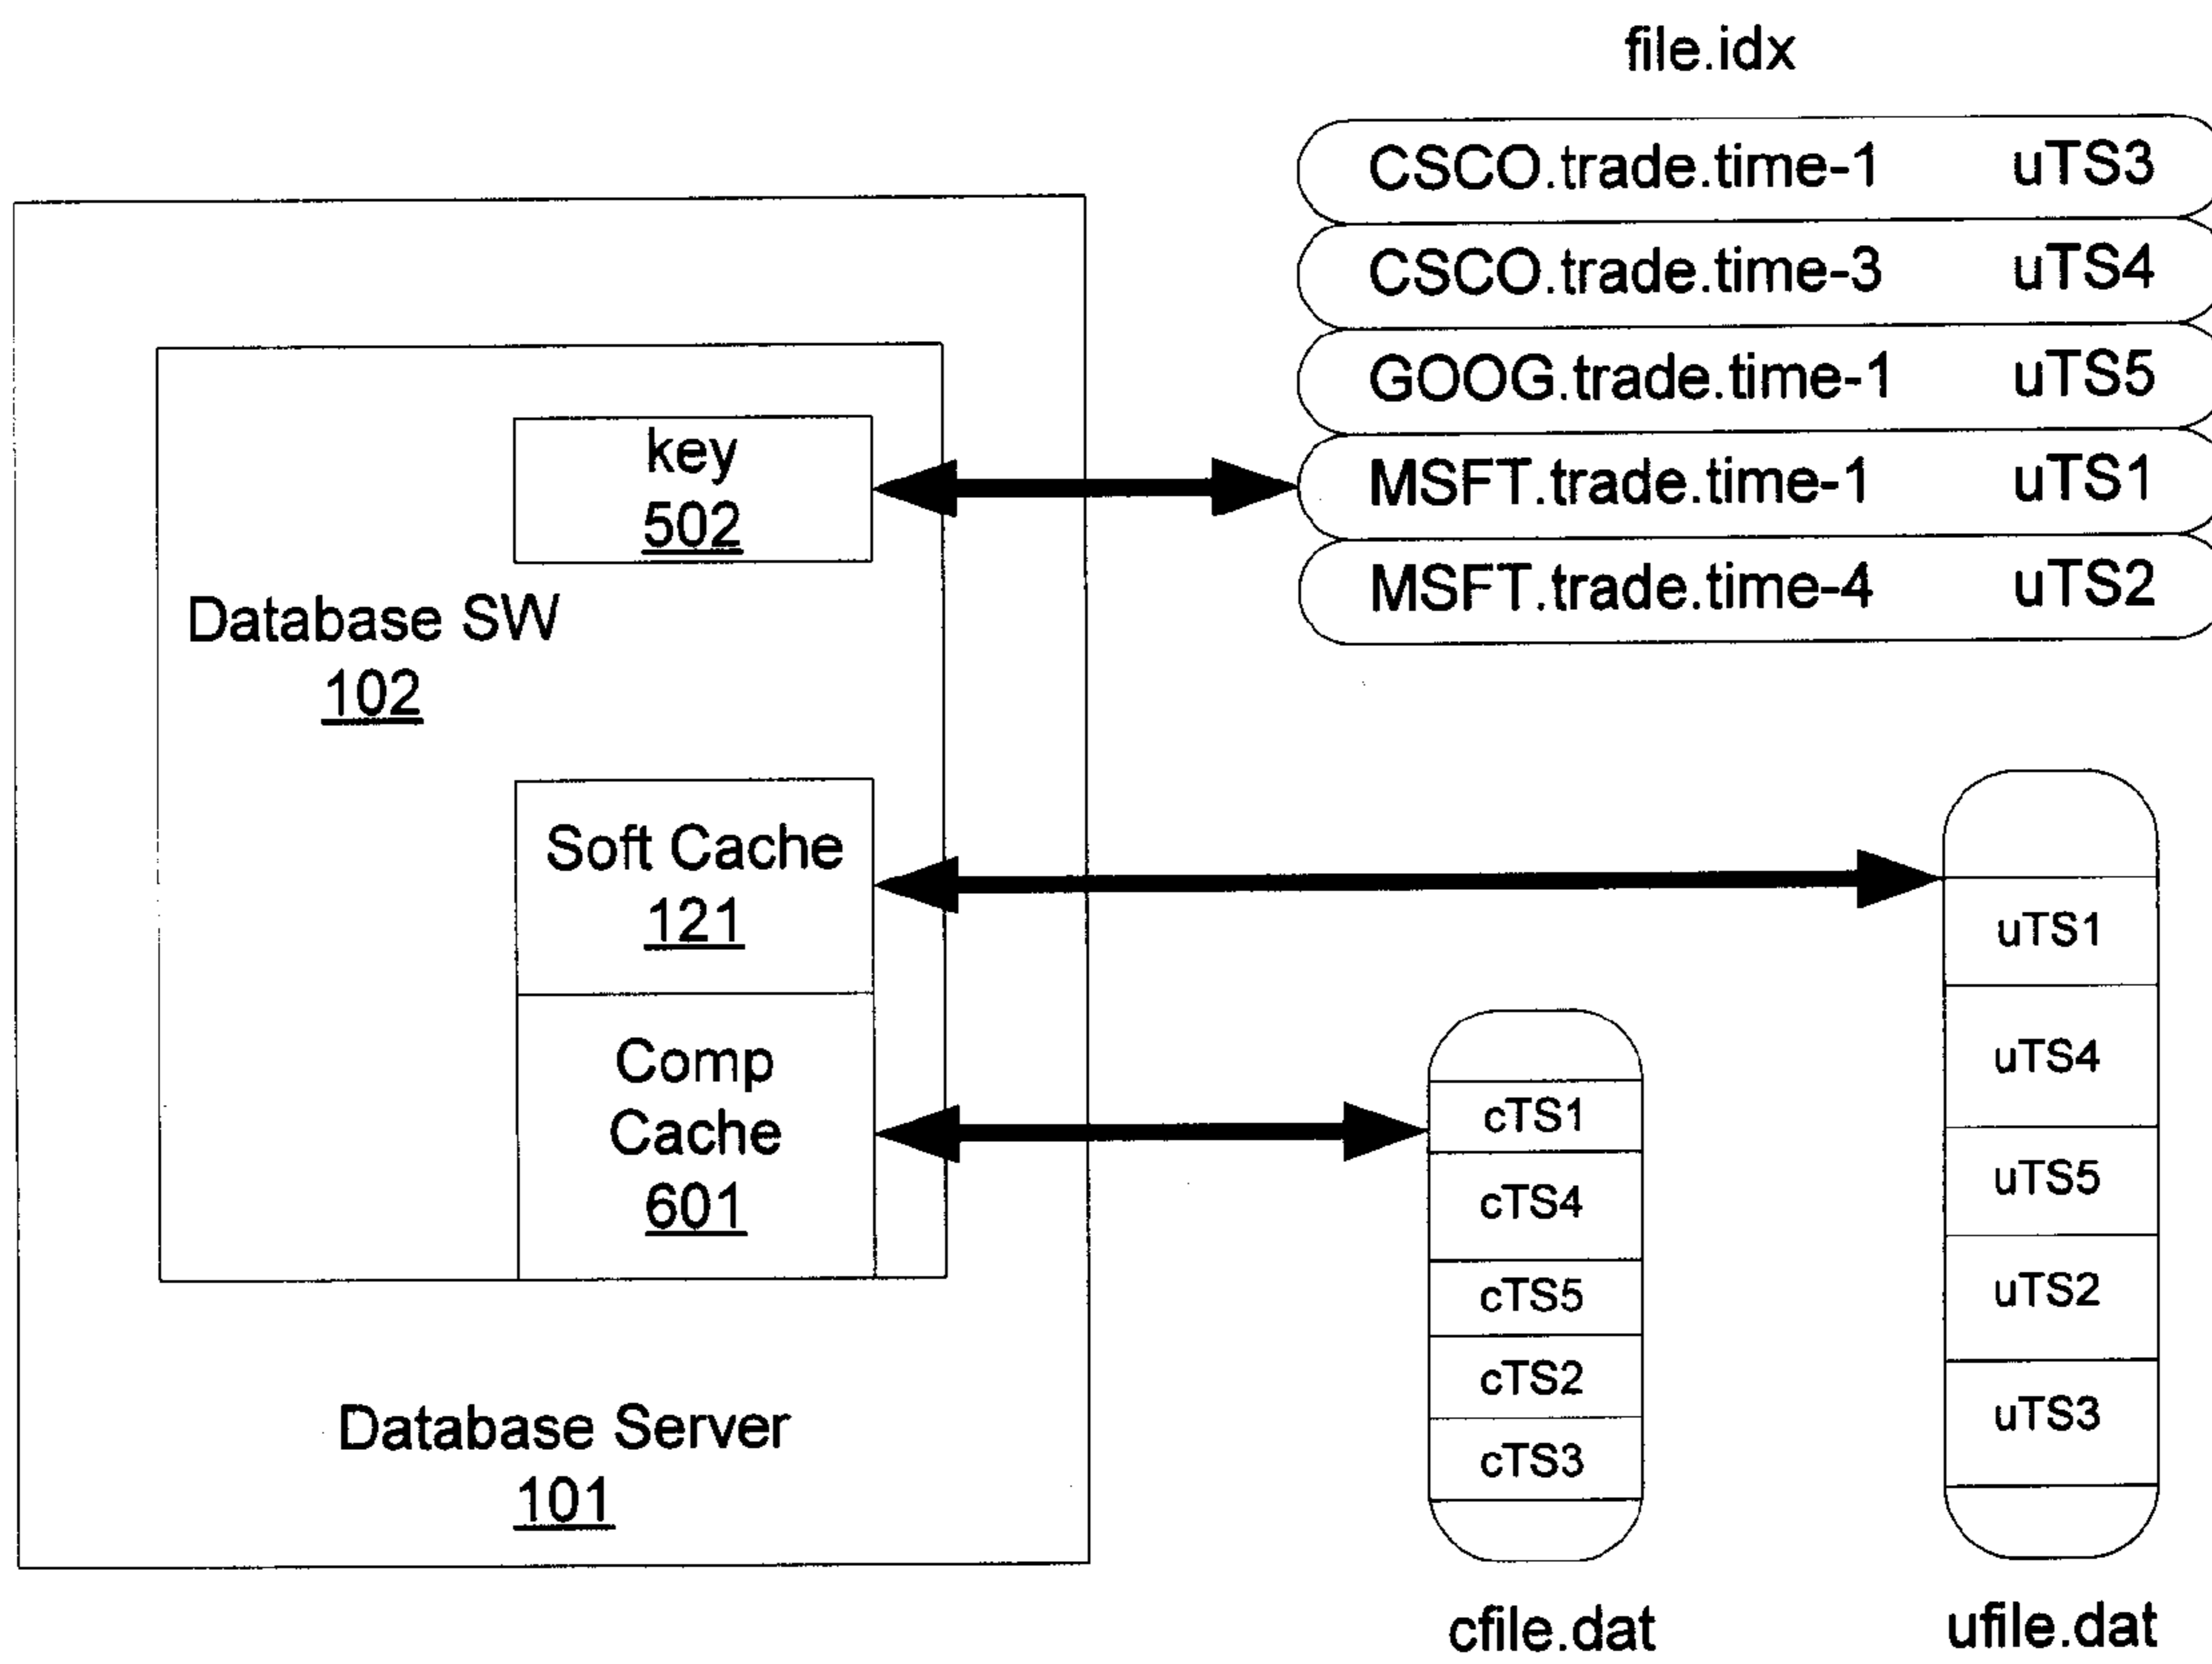 file.idx
CSCO.trade.time-1 uTS3
CSCO.trade.time-3 uTS4
GOOG.trade.time-1 uTS5
MSFT.trade.time-1 uTS1
MSFT.trade.time-4 uTS2
key
502
Database SW
102
Soft Cache
121
Comp
Cache
601
Database Server
101
cTS1
cTS4
cTS5
cTS2
cTS3
cfile.dat
uTS1
uTS4
uTS5
uTS2
uTS3
ufile.dat